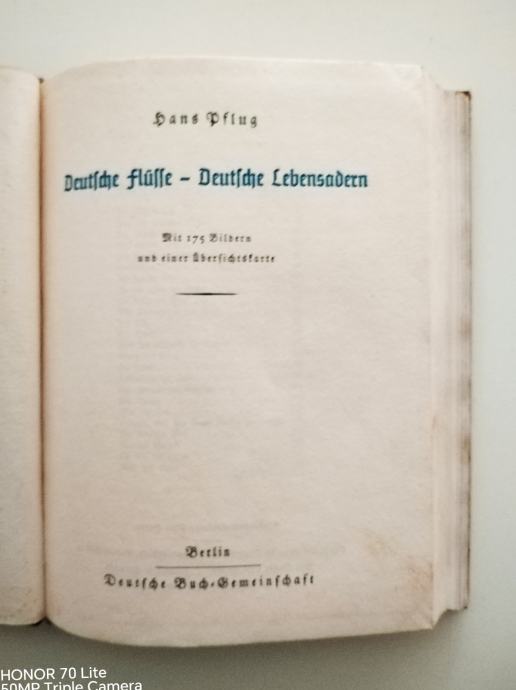 Hans Pflug
Deutsche Flüsse – Deutsche Lebensadern
Mit 175 Bildern
und einer Übersichtskarte
Berlin
Deutsche Buch-Gemeinschaft
HONOR 70 Lite
50MP Triple Camera